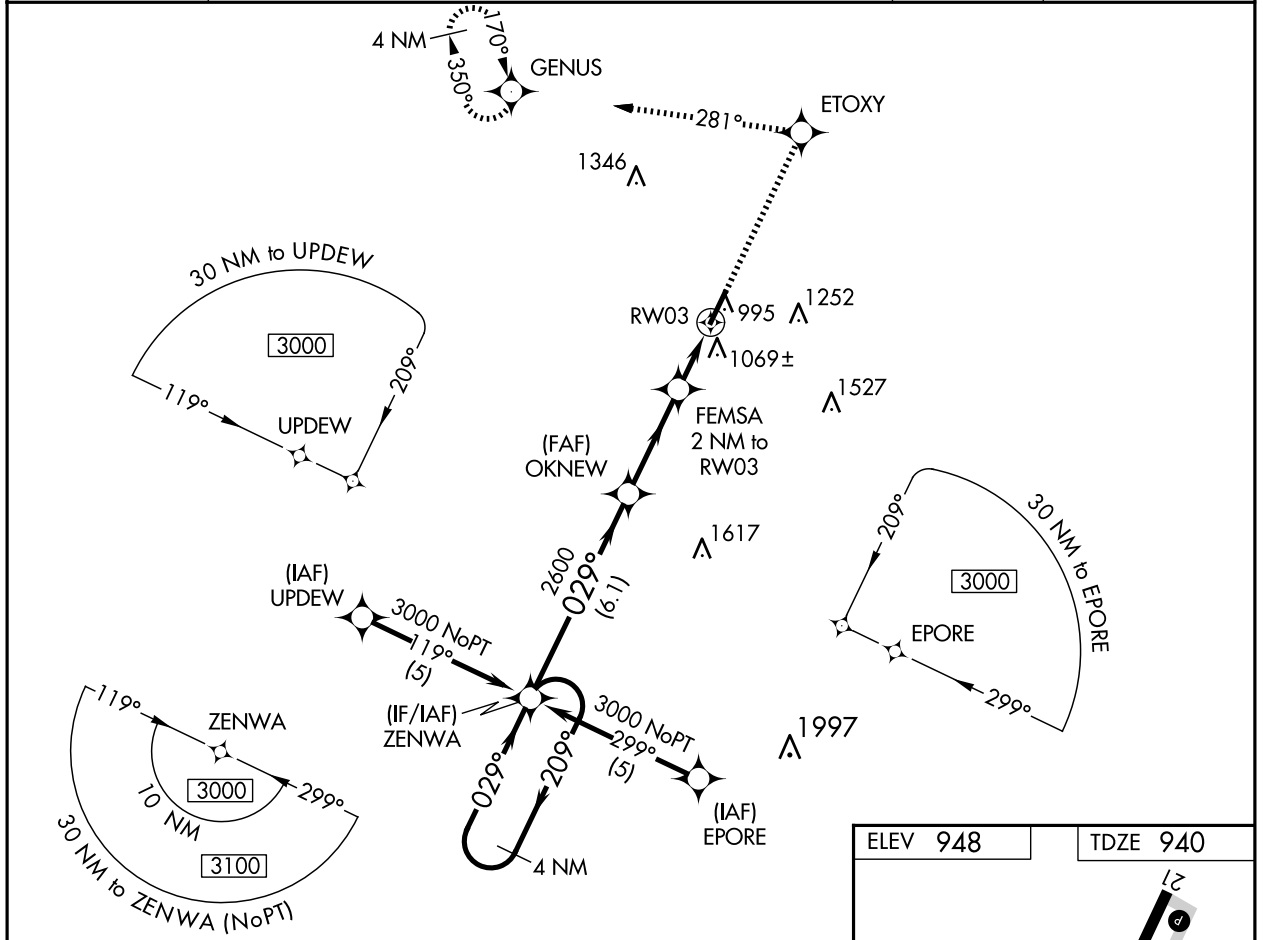 4 NM
170°
350°
GENUS
ETOXY
281°
1346
30 NM to UPDEW
3000
209°
119°
UPDEW
RW03
995
1252
1069±
1527
FEMSA
2 NM to
RW03
(FAF)
OKNEW
1617
2600
029°
(6.1)
209°
30 NM to EPORE
3000
EPORE
299°
(IAF)
UPDEW
3000 NoPT
119°
(5)
(IF/IAF)
ZENWA
3000 NoPT
299°
(5)
1997
029°
209°
(IAF)
EPORE
4 NM
119°
ZENWA
3000
299°
10 NM
3100
30 NM to ZENWA (NoPT)
ELEV 948
TDZE 940
21
P